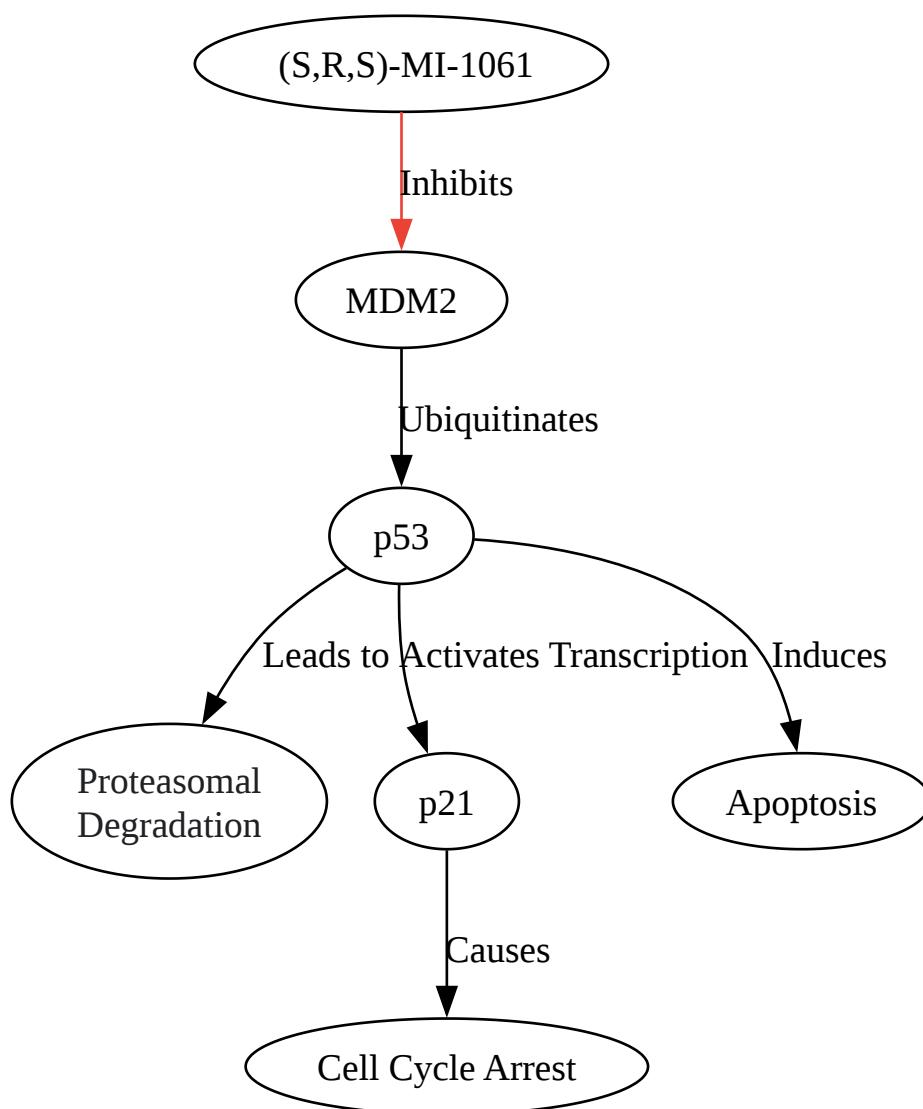 (S,R,S)-MI-1061
Inhibits
MDM2
Ubiquitinates
p53
Leads to
Activates Transcription
Induces
Proteasomal
Degradation
p21
Apoptosis
Causes
Cell Cycle Arrest